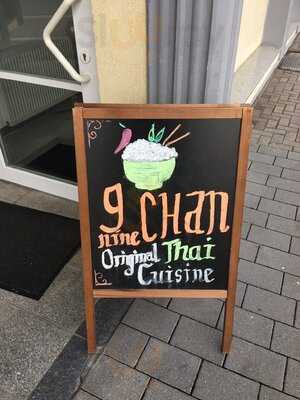 9 CHan
nine
Original Thai
Cuisine